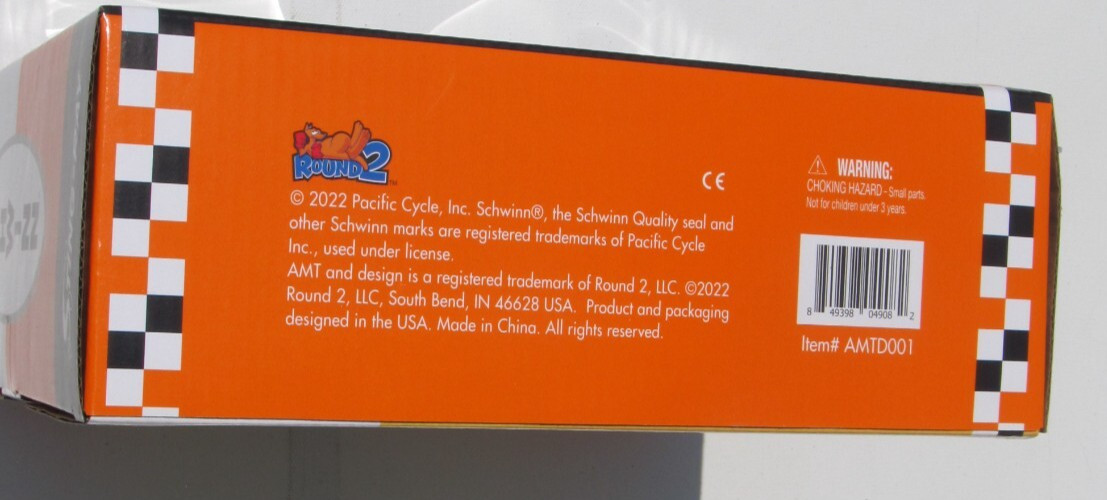 ROUND 2 ™
CE
© 2022 Pacific Cycle, Inc. Schwinn®, the Schwinn Quality seal and
other Schwinn marks are registered trademarks of Pacific Cycle
Inc., used under license.
AMT and design is a registered trademark of Round 2, LLC. ©2022
Round 2, LLC, South Bend, IN 46628 USA. Product and packaging
designed in the USA. Made in China. All rights reserved.
WARNING:
CHOKING HAZARD - Small parts.
Not for children under 3 years.
8 49398 04908 2
Item# AMTD001